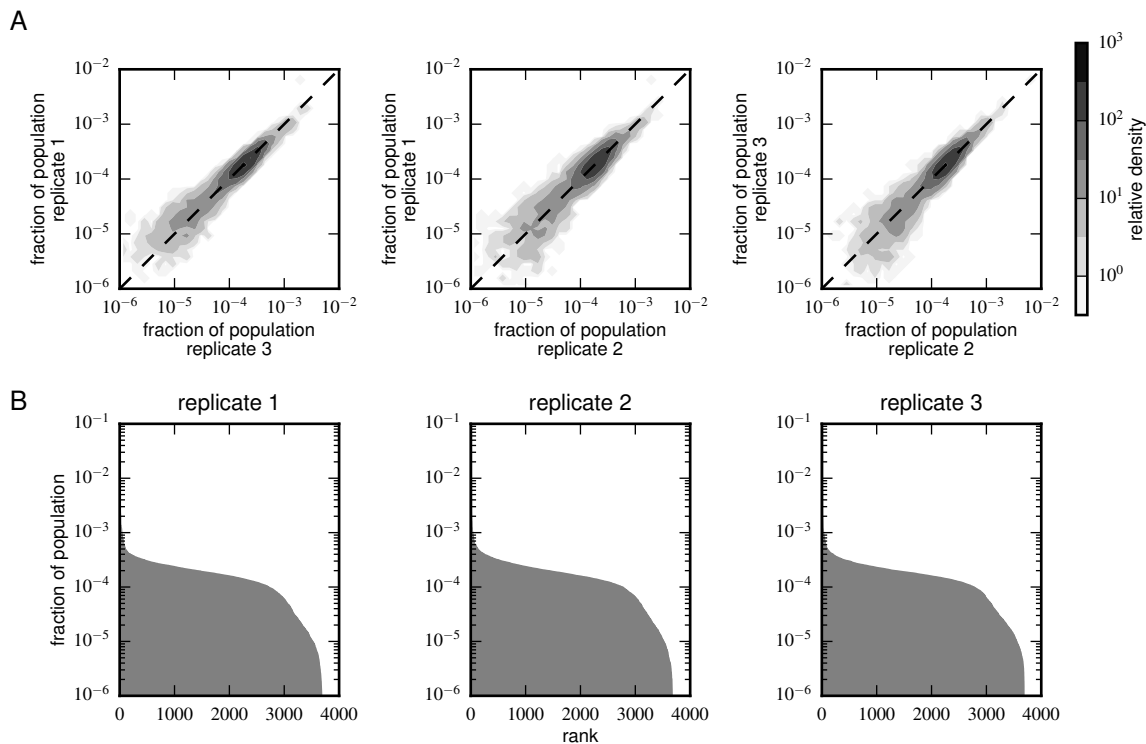 A
10⁻²
10⁻³
10⁻⁴
10⁻⁵
10⁻⁶
fraction of population
replicate 1
10⁻⁶ 10⁻⁵ 10⁻⁴ 10⁻³ 10⁻²
fraction of population
replicate 3
10⁻²
10⁻³
10⁻⁴
10⁻⁵
10⁻⁶
fraction of population
replicate 1
10⁻⁶ 10⁻⁵ 10⁻⁴ 10⁻³ 10⁻²
fraction of population
replicate 2
10⁻²
10⁻³
10⁻⁴
10⁻⁵
10⁻⁶
fraction of population
replicate 3
10⁻⁶ 10⁻⁵ 10⁻⁴ 10⁻³ 10⁻²
fraction of population
replicate 2
10³
10²
10¹
10⁰
relative density
B
replicate 1
10⁻¹
10⁻²
10⁻³
10⁻⁴
10⁻⁵
10⁻⁶
fraction of population
0 1000 2000 3000 4000
replicate 2
10⁻¹
10⁻²
10⁻³
10⁻⁴
10⁻⁵
10⁻⁶
0 1000 2000 3000 4000
rank
replicate 3
10⁻¹
10⁻²
10⁻³
10⁻⁴
10⁻⁵
10⁻⁶
0 1000 2000 3000 4000